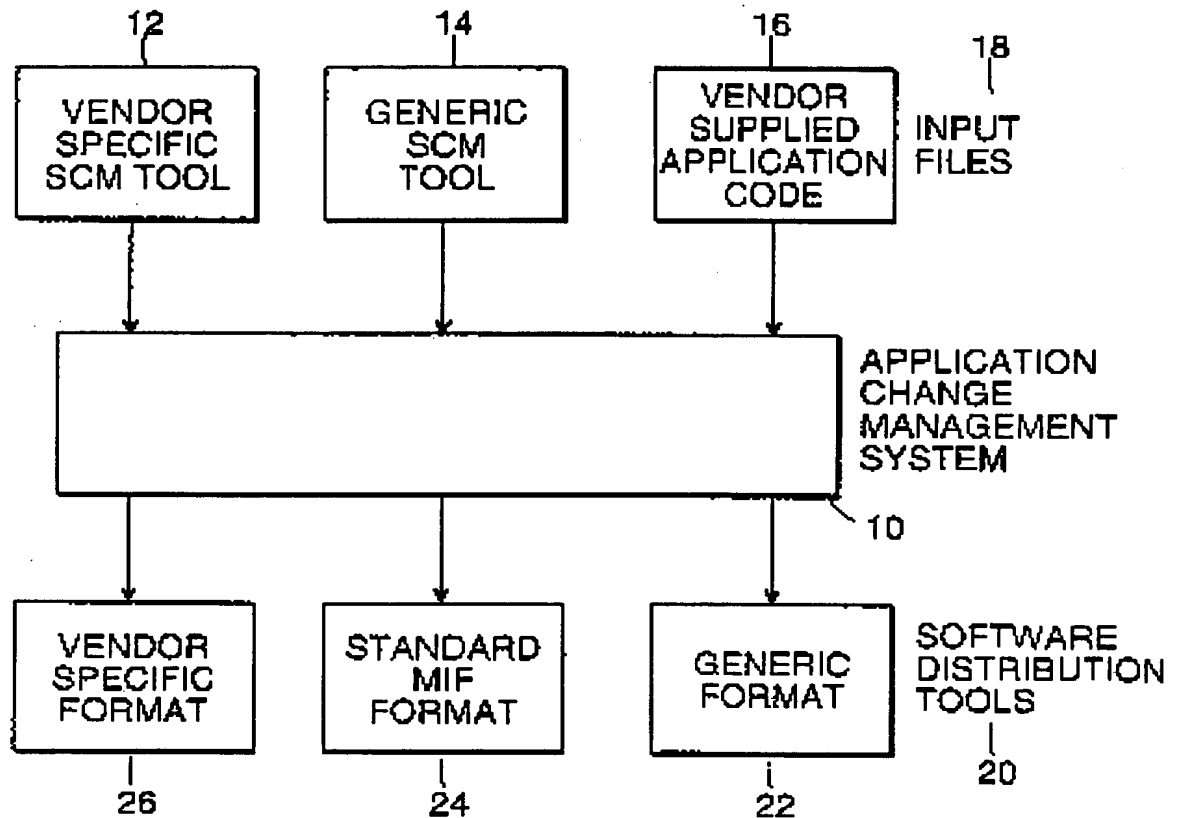 12
14
16
18
VENDOR
SPECIFIC
SCM TOOL
GENERIC
SCM
TOOL
VENDOR
SUPPLIED
APPLICATION
CODE
INPUT
FILES
APPLICATION
CHANGE
MANAGEMENT
SYSTEM
10
VENDOR
SPECIFIC
FORMAT
STANDARD
MIF
FORMAT
GENERIC
FORMAT
SOFTWARE
DISTRIBUTION
TOOLS
20
26
24
22